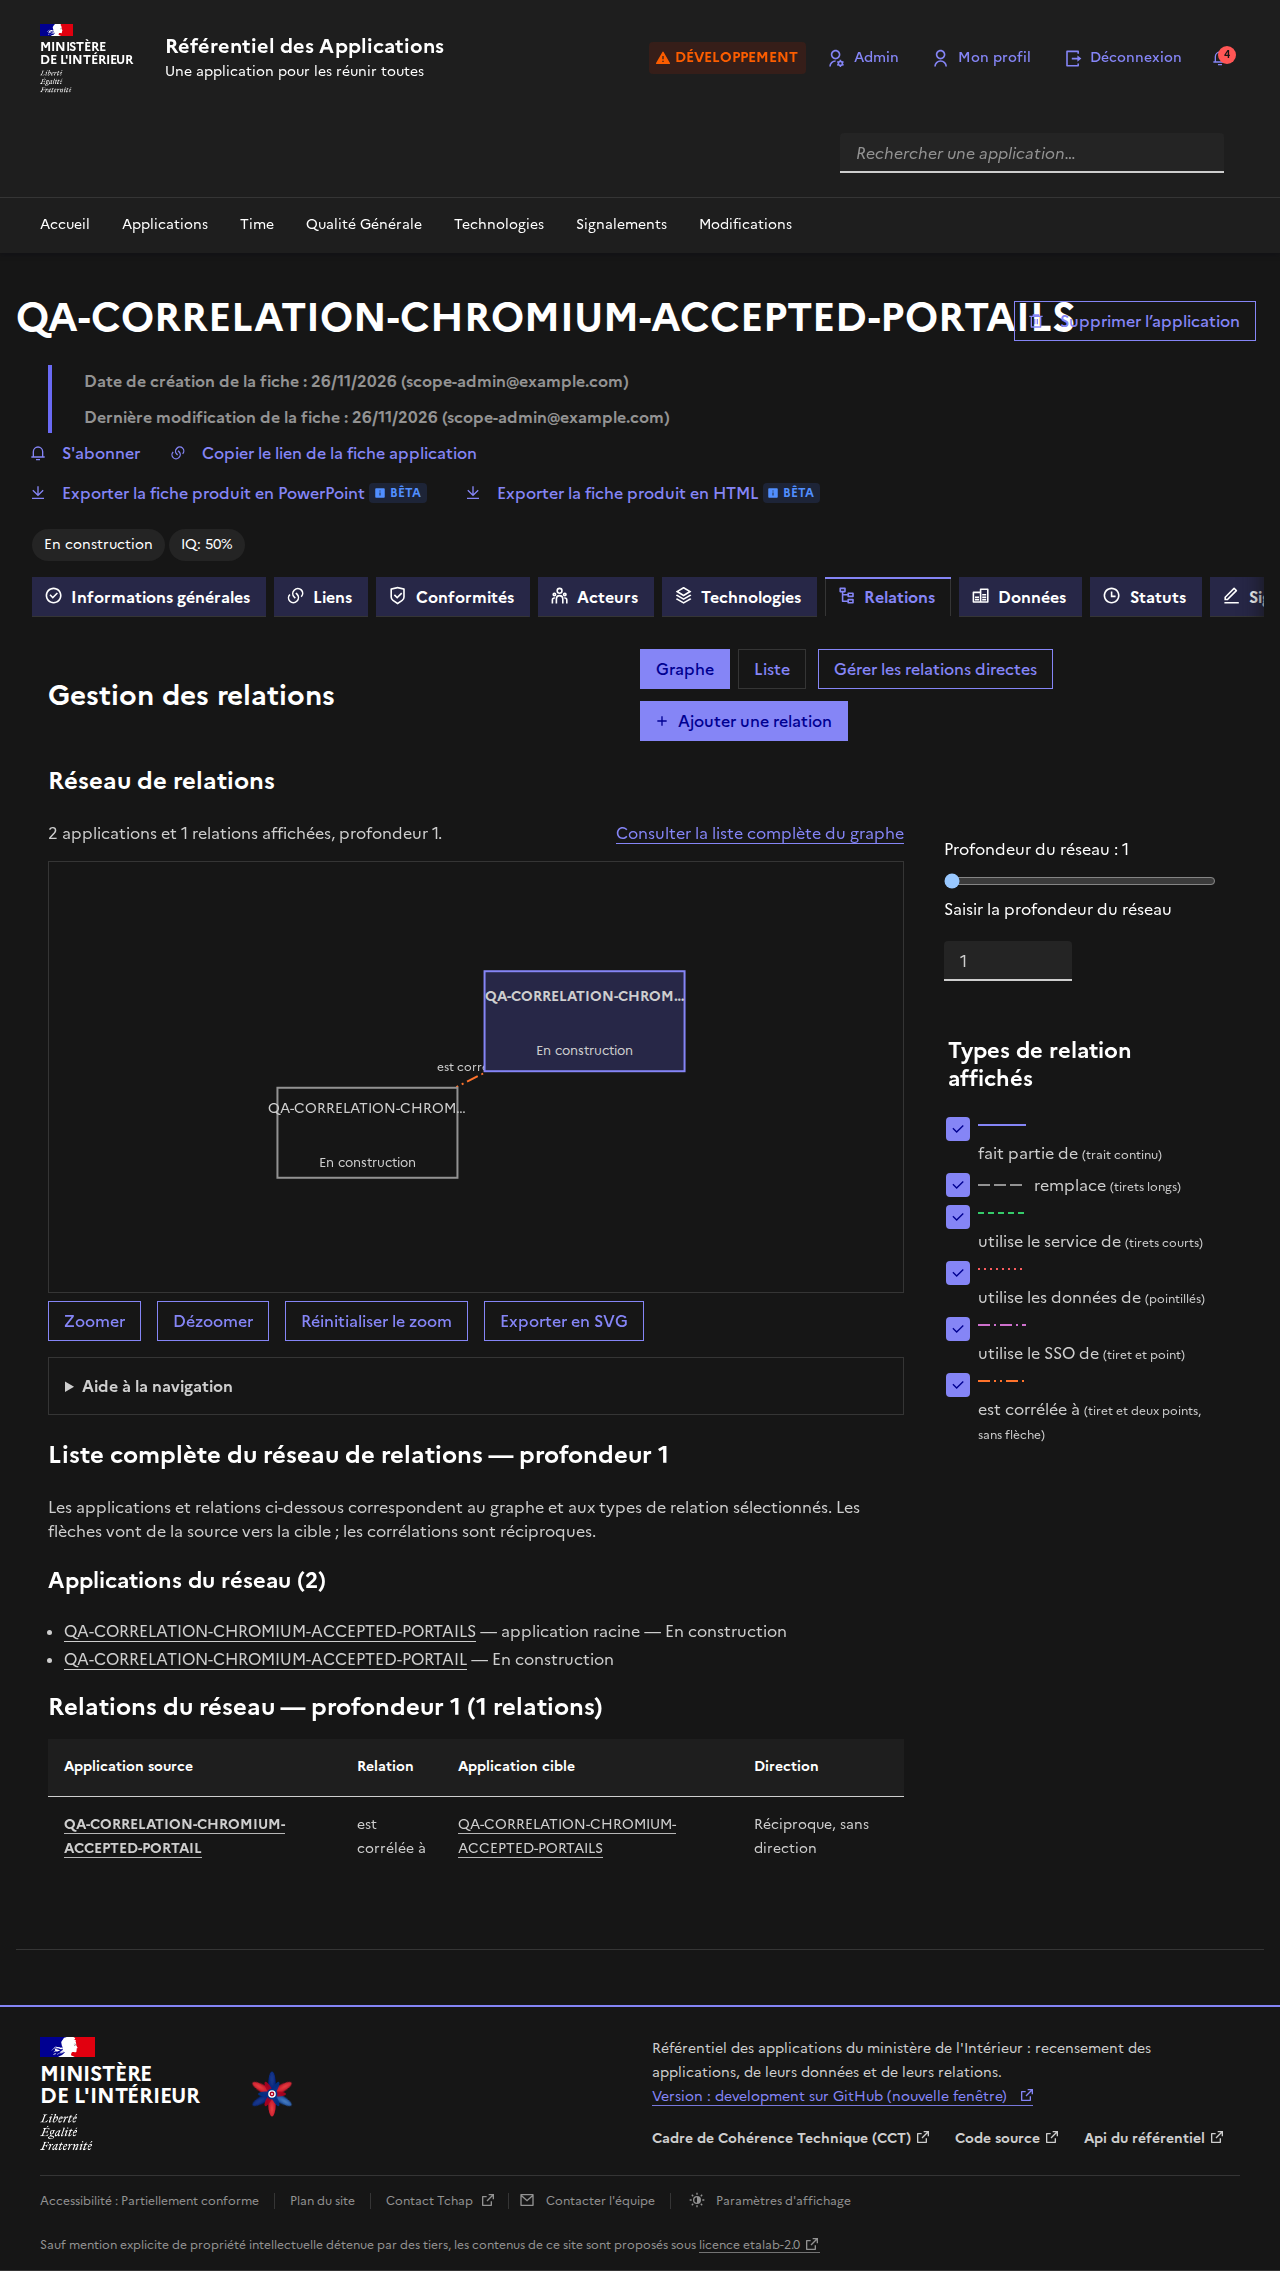 MINISTÈRE
DE L'INTÉRIEUR
Liberté
Égalité
Fraternité
Référentiel des Applications
Une application pour les réunir toutes
DÉVELOPPEMENT
Admin
Mon profil
Déconnexion
4
Rechercher une application...
Accueil
Applications
Time
Qualité Générale
Technologies
Signalements
Modifications
QA-CORRELATION-CHROMIUM-ACCEPTED-PORTAILS
Supprimer l’application
Date de création de la fiche : 26/11/2026 (scope-admin@example.com)
Dernière modification de la fiche : 26/11/2026 (scope-admin@example.com)
S'abonner
Copier le lien de la fiche application
Exporter la fiche produit en PowerPoint BÊTA
Exporter la fiche produit en HTML BÊTA
En construction
IQ: 50%
Informations générales
Liens
Conformités
Acteurs
Technologies
Relations
Données
Statuts
Gestion des relations
Graphe
Liste
Gérer les relations directes
+ Ajouter une relation
Réseau de relations
2 applications et 1 relations affichées, profondeur 1.
Consulter la liste complète du graphe
QA-CORRELATION-CHROM...
En construction
est corré
QA-CORRELATION-CHROM...
En construction
Profondeur du réseau : 1
Saisir la profondeur du réseau
1
Types de relation
affichés
fait partie de (trait continu)
remplace (tirets longs)
utilise le service de (tirets courts)
utilise les données de (pointillés)
utilise le SSO de (tiret et point)
est corrélée à (tiret et deux points,
sans flèche)
Zoomer
Dézoomer
Réinitialiser le zoom
Exporter en SVG
Aide à la navigation
Liste complète du réseau de relations — profondeur 1
Les applications et relations ci-dessous correspondent au graphe et aux types de relation sélectionnés. Les
flèches vont de la source vers la cible ; les corrélations sont réciproques.
Applications du réseau (2)
• QA-CORRELATION-CHROMIUM-ACCEPTED-PORTAILS — application racine — En construction
• QA-CORRELATION-CHROMIUM-ACCEPTED-PORTAIL — En construction
Relations du réseau — profondeur 1 (1 relations)
Application source
Relation
Application cible
Direction
QA-CORRELATION-CHROMIUM-
ACCEPTED-PORTAIL
est
corrélée à
QA-CORRELATION-CHROMIUM-
ACCEPTED-PORTAILS
Réciproque, sans
direction
MINISTÈRE
DE L'INTÉRIEUR
Liberté
Égalité
Fraternité
Référentiel des applications du ministère de l'Intérieur : recensement des
applications, de leurs données et de leurs relations.
Version : development sur GitHub (nouvelle fenêtre)
Cadre de Cohérence Technique (CCT)
Code source
Api du référentiel
Accessibilité : Partiellement conforme
Plan du site
Contact Tchap
Contacter l'équipe
Paramètres d'affichage
Sauf mention explicite de propriété intellectuelle détenue par des tiers, les contenus de ce site sont proposés sous licence etalab-2.0